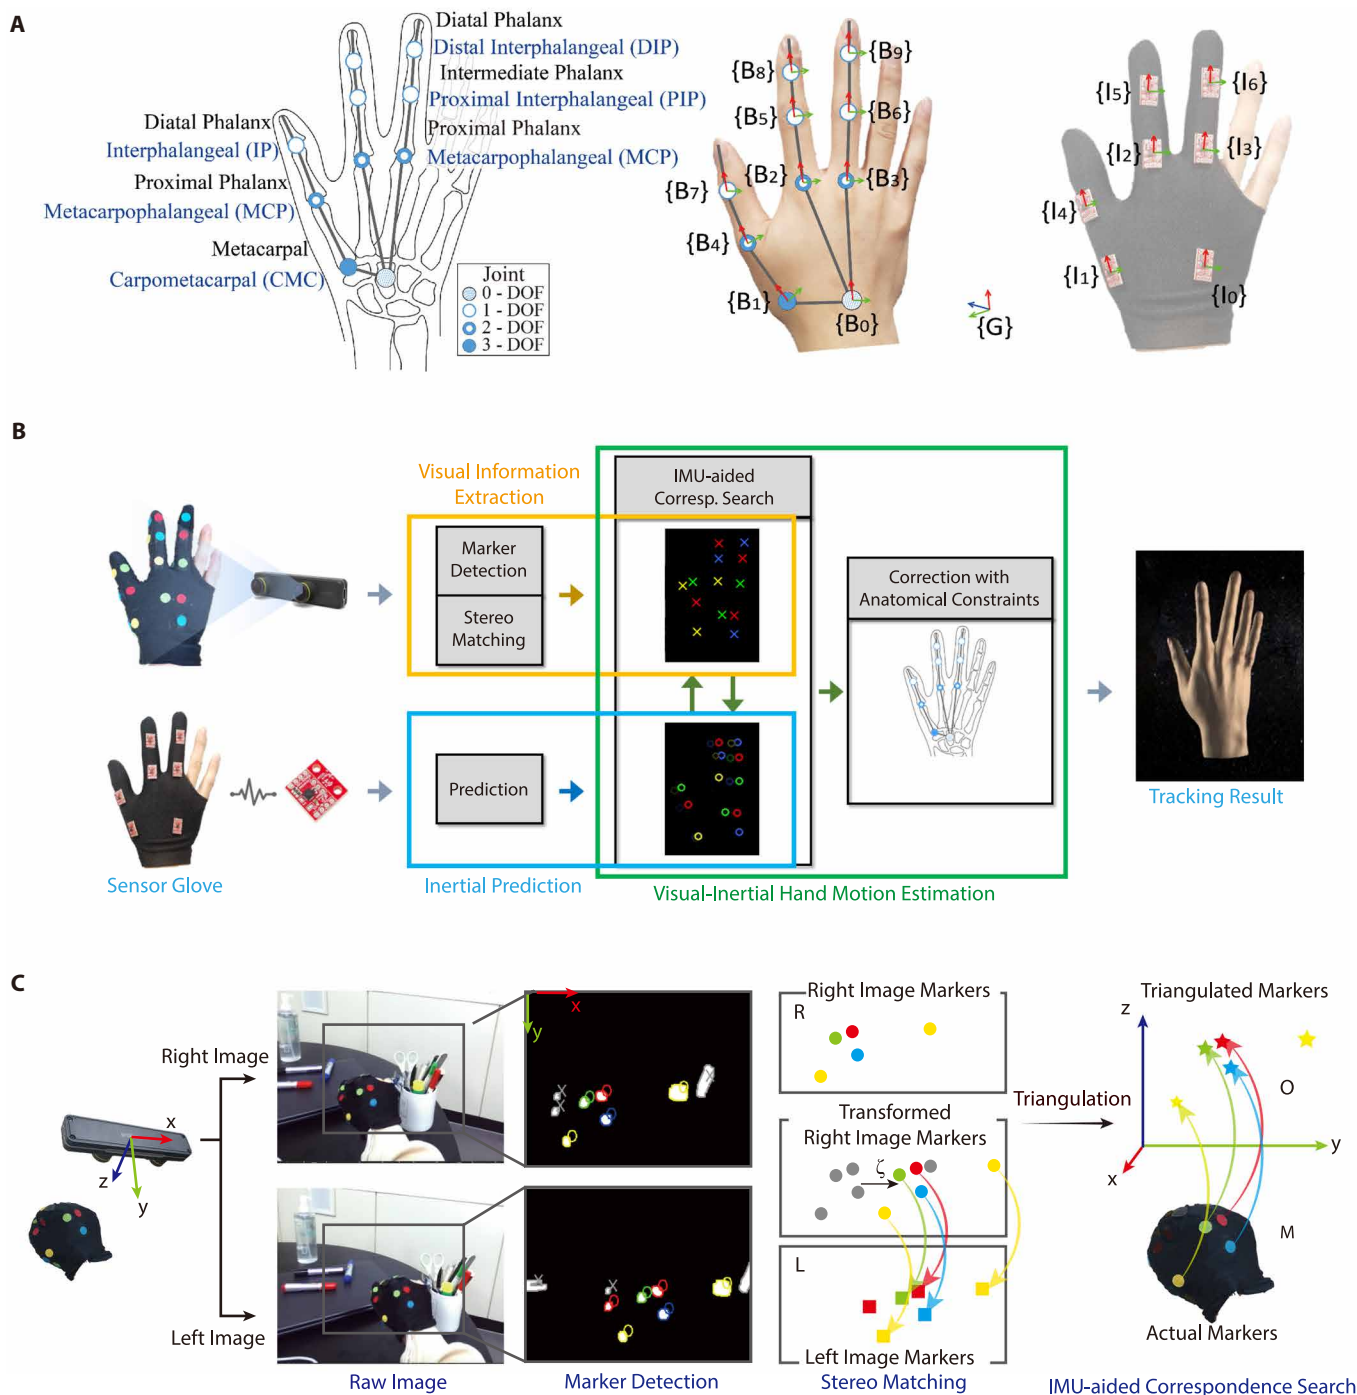 A
Diatal Phalanx
Distal Interphalangeal (DIP)
Intermediate Phalanx
Proximal Interphalangeal (PIP)
Proximal Phalanx
Metacarpophalangeal (MCP)
Diatal Phalanx
Interphalangeal (IP)
Proximal Phalanx
Metacarpophalangeal (MCP)
Metacarpal
Carpometacarpal (CMC)
Joint
0 - DOF
1 - DOF
2 - DOF
3 - DOF
{B9}
{B8}
{B5}
{B6}
{B2}
{B3}
{B7}
{B4}
{B1}
{B0}
{G}
{I5}
{I6}
{I2}
{I3}
{I4}
{I1}
{I0}
B
Visual Information
Extraction
IMU-aided
Corresp. Search
Marker
Detection
Stereo
Matching
Correction with
Anatomical Constraints
Prediction
Tracking Result
Sensor Glove
Inertial Prediction
Visual-Inertial Hand Motion Estimation
C
Right Image
Left Image
x
z
y
x
y
Raw Image
Marker Detection
Right Image Markers
R
Transformed
Right Image Markers
ζ
L
Left Image Markers
Stereo Matching
Triangulation
Triangulated Markers
z
O
y
x
M
Actual Markers
IMU-aided Correspondence Search